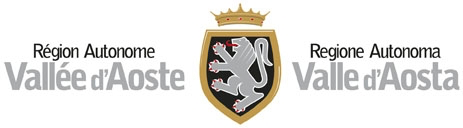 Région Autonome
Vallée d'Aoste
Regione Autonoma
Valle d'Aosta